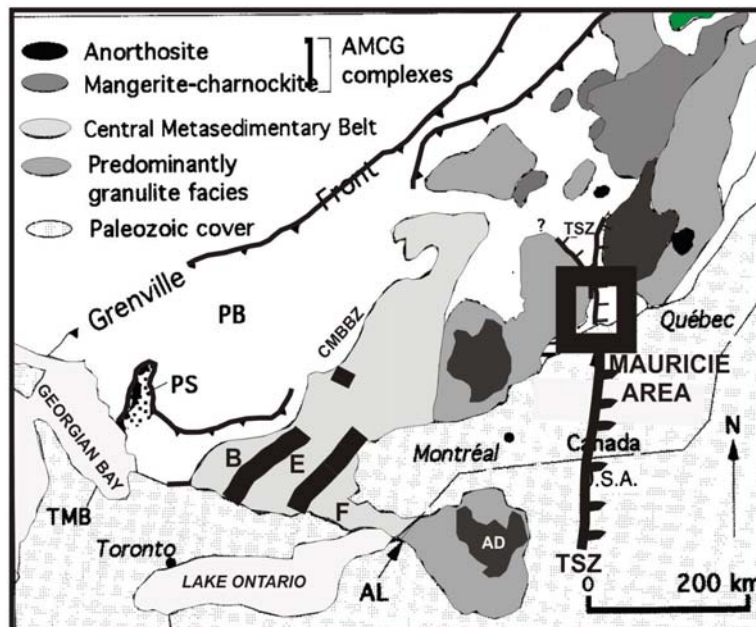 Anorthosite
AMCG
complexes
Mangerite-charnockite
Central Metasedimentary Belt
Predominantly
granulite facies
Paleozoic cover
Grenville
Front
?
TSZ
PB
CMBBZ
Québec
PS
MAURICIE
AREA
GEORGIAN BAY
N
Montréal
Canada
U.S.A.
B
E
F
TMB
Toronto
AD
LAKE ONTARIO
AL
TSZ
0
200 km